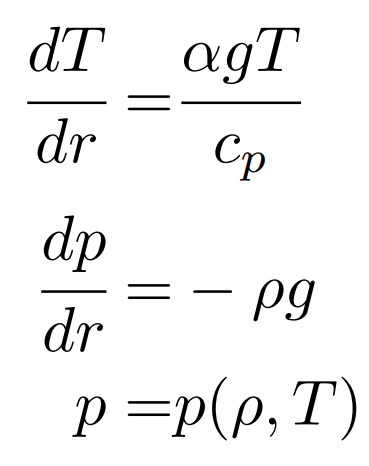 dT/dr = αgT/c_p
dp/dr = − ρg
p = p(ρ, T)